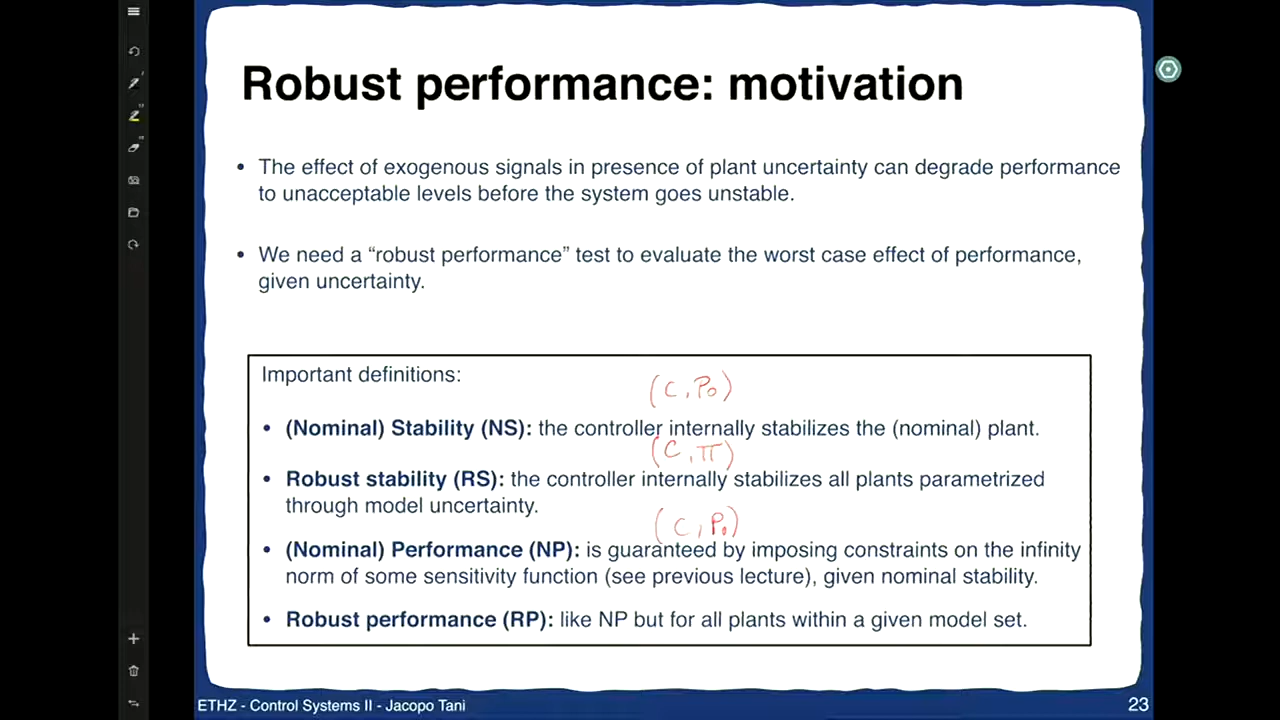 Robust performance: motivation
• The effect of exogenous signals in presence of plant uncertainty can degrade performance
to unacceptable levels before the system goes unstable.
• We need a “robust performance” test to evaluate the worst case effect of performance,
given uncertainty.
Important definitions:
(C, P₀)
• (Nominal) Stability (NS): the controller internally stabilizes the (nominal) plant.
(C, π)
• Robust stability (RS): the controller internally stabilizes all plants parametrized
through model uncertainty.
(C, P₀)
• (Nominal) Performance (NP): is guaranteed by imposing constraints on the infinity
norm of some sensitivity function (see previous lecture), given nominal stability.
• Robust performance (RP): like NP but for all plants within a given model set.
ETHZ - Control Systems II - Jacopo Tani
23